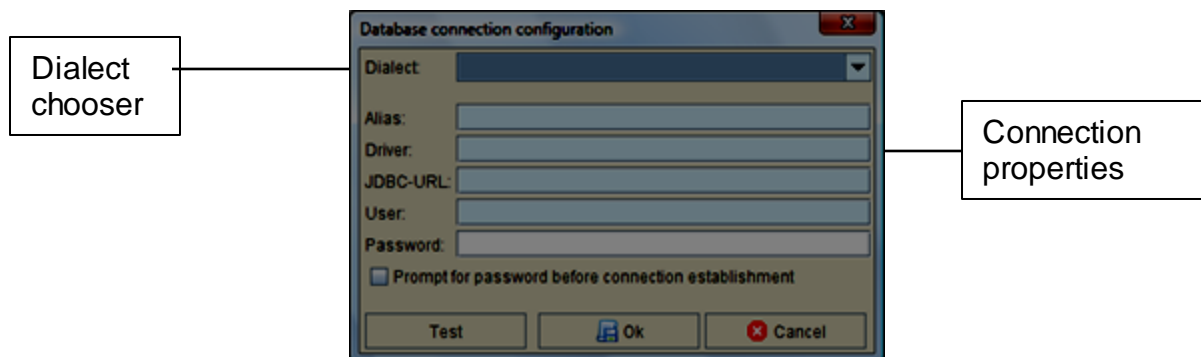 Database connection configuration
Dialect
chooser
Dialect:
Alias:
Driver:
JDBC-URL:
User:
Password:
Connection
properties
Prompt for password before connection establishment
Test
Ok
Cancel